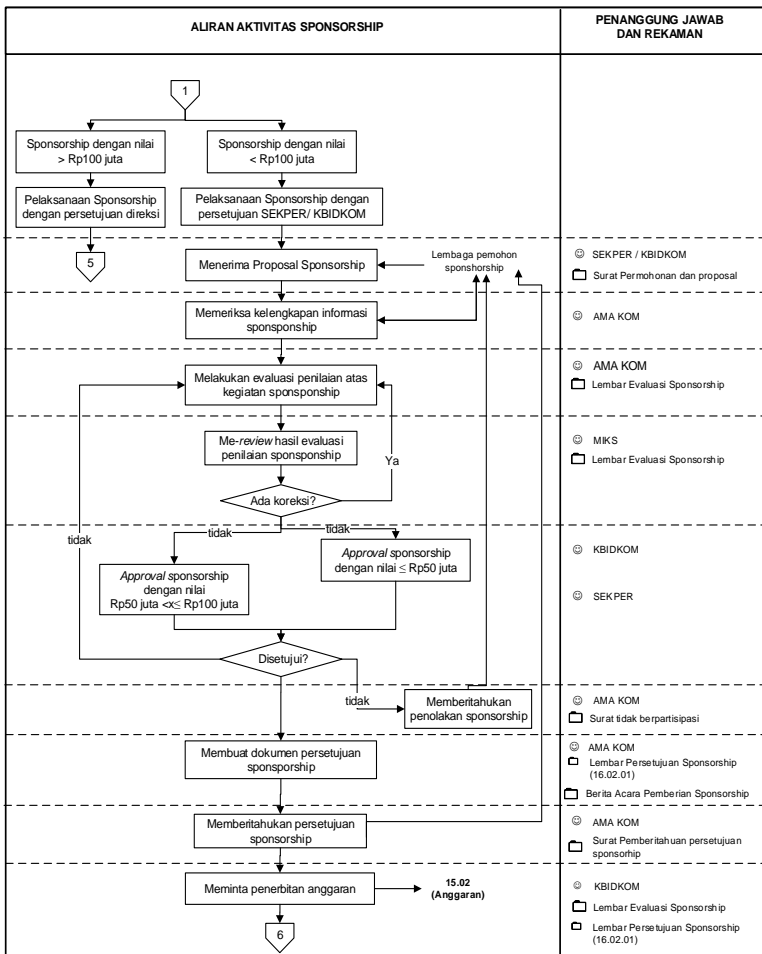 ALIRAN AKTIVITAS SPONSORSHIP
PENANGGUNG JAWAB
DAN REKAMAN
1
Sponsorship dengan nilai
> Rp100 juta
Sponsorship dengan nilai
< Rp100 juta
Pelaksanaan Sponsorship
dengan persetujuan direksi
Pelaksanaan Sponsorship dengan
persetujuan SEKPER/ KBIDKOM
5
Menerima Proposal Sponsorship
Lembaga pemohon
sponshorship
SEKPER / KBIDKOM
Surat Permohonan dan proposal
Memeriksa kelengkapan informasi
sponsponship
AMA KOM
Melakukan evaluasi penilaian atas
kegiatan sponsponship
AMA KOM
Lembar Evaluasi Sponsorship
Me-review hasil evaluasi
penilaian sponsponship
Ya
MIKS
Lembar Evaluasi Sponsorship
Ada koreksi?
tidak
tidak
tidak
Approval sponsorship
dengan nilai
Rp50 juta <x≤ Rp100 juta
Approval sponsorship
dengan nilai ≤ Rp50 juta
KBIDKOM
SEKPER
Disetujui?
tidak
Memberitahukan
penolakan sponsorship
AMA KOM
Surat tidak berpartisipasi
Membuat dokumen persetujuan
sponsporship
AMA KOM
Lembar Persetujuan Sponsorship
(16.02.01)
Berita Acara Pemberian Sponsorship
Memberitahukan persetujuan
sponsorship
AMA KOM
Surat Pemberitahuan persetujuan
sponsorhip
Meminta penerbitan anggaran
15.02
(Anggaran)
KBIDKOM
Lembar Evaluasi Sponsorship
Lembar Persetujuan Sponsorship
(16.02.01)
6